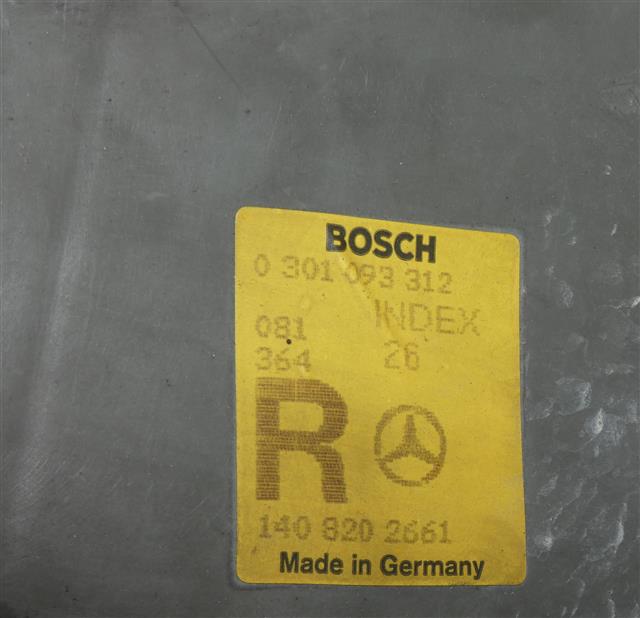 BOSCH
0 301 093 312
081 INDEX
364 26
R
140 820 2661
Made in Germany